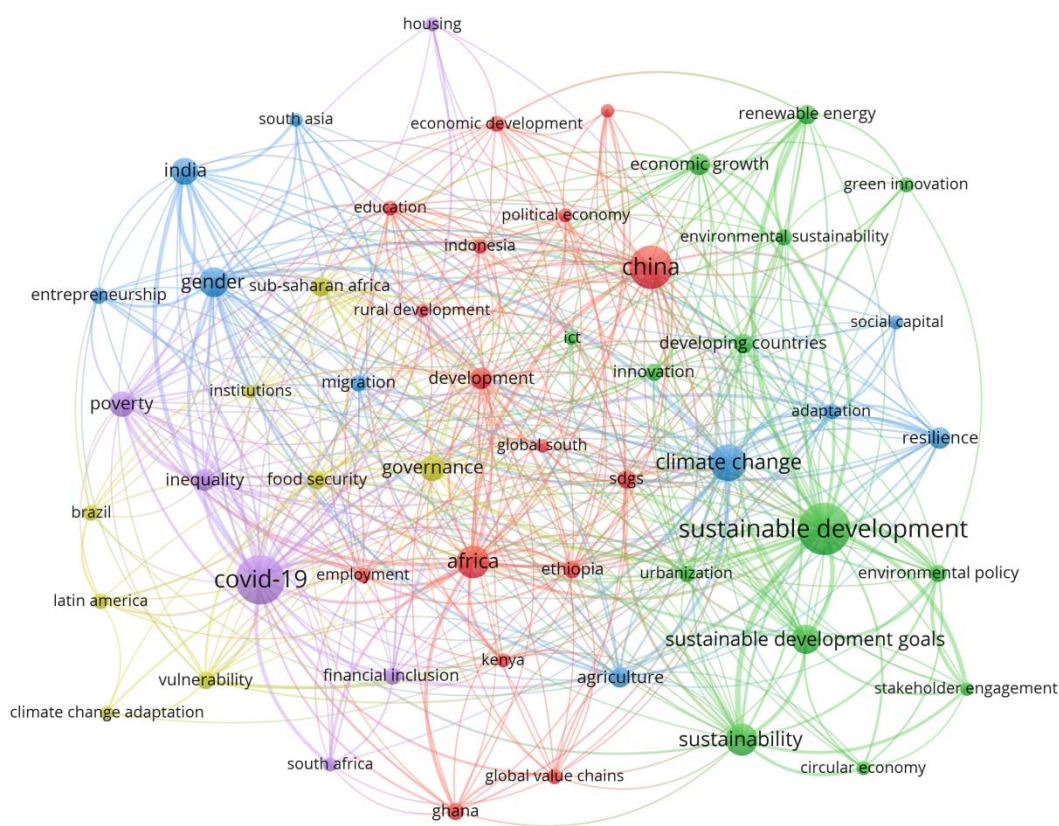 housing
south asia
economic development
renewable energy
india
economic growth
green innovation
education
political economy
indonesia
environmental sustainability
china
gender
sub-saharan africa
entrepreneurship
rural development
social capital
ict
developing countries
innovation
institutions
migration
development
poverty
adaptation
global south
resilience
climate change
inequality
food security
governance
sdgs
brazil
sustainable development
covid-19
employment
africa
ethiopia
urbanization
environmental policy
latin america
sustainable development goals
kenya
vulnerability
financial inclusion
agriculture
stakeholder engagement
climate change adaptation
sustainability
south africa
global value chains
circular economy
ghana